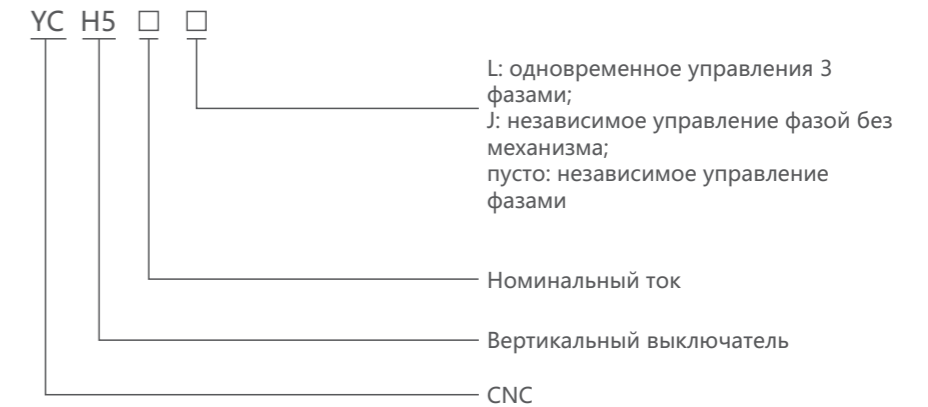 YC H5 □ □
L: одновременное управления 3
фазами;
J: независимое управление фазой без
механизма;
пусто: независимое управление
фазами
Номинальный ток
Вертикальный выключатель
CNC